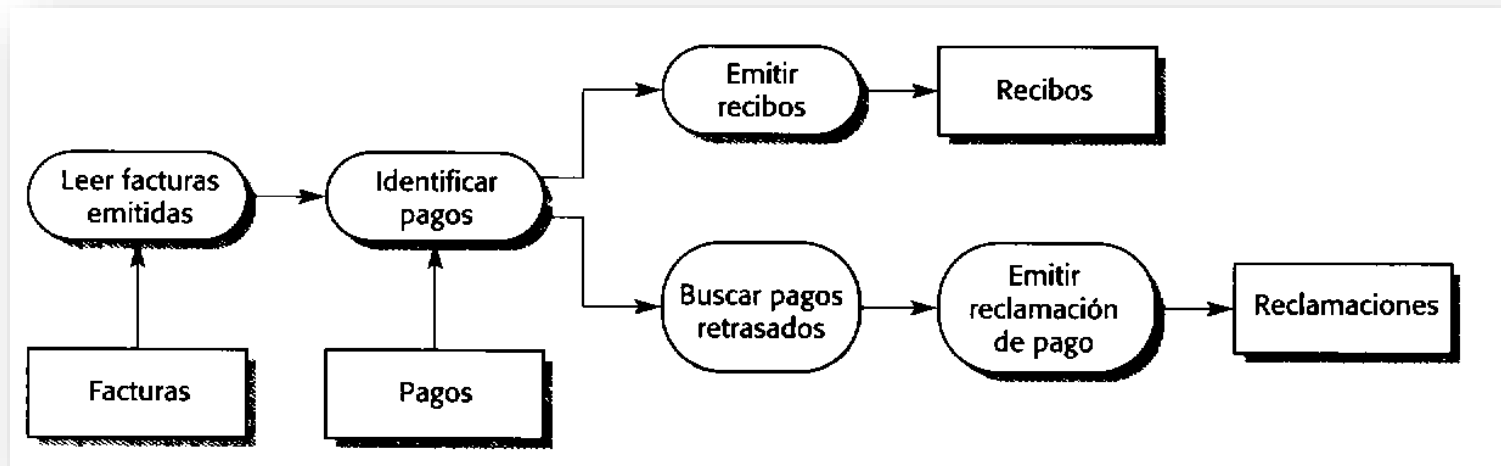 Emitir
recibos
Recibos
Leer facturas
emitidas
Identificar
pagos
Buscar pagos
retrasados
Emitir
reclamación
de pago
Reclamaciones
Facturas
Pagos